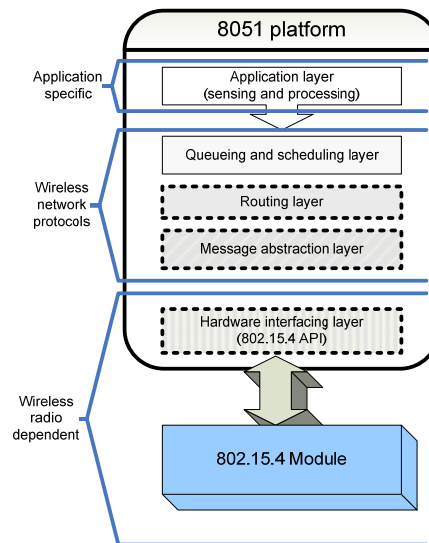 8051 platform
Application
specific
Application layer
(sensing and processing)
Wireless
network
protocols
Queueing and scheduling layer
Routing layer
Message abstraction layer
Wireless
radio
dependent
Hardware interfacing layer
(802.15.4 API)
802.15.4 Module